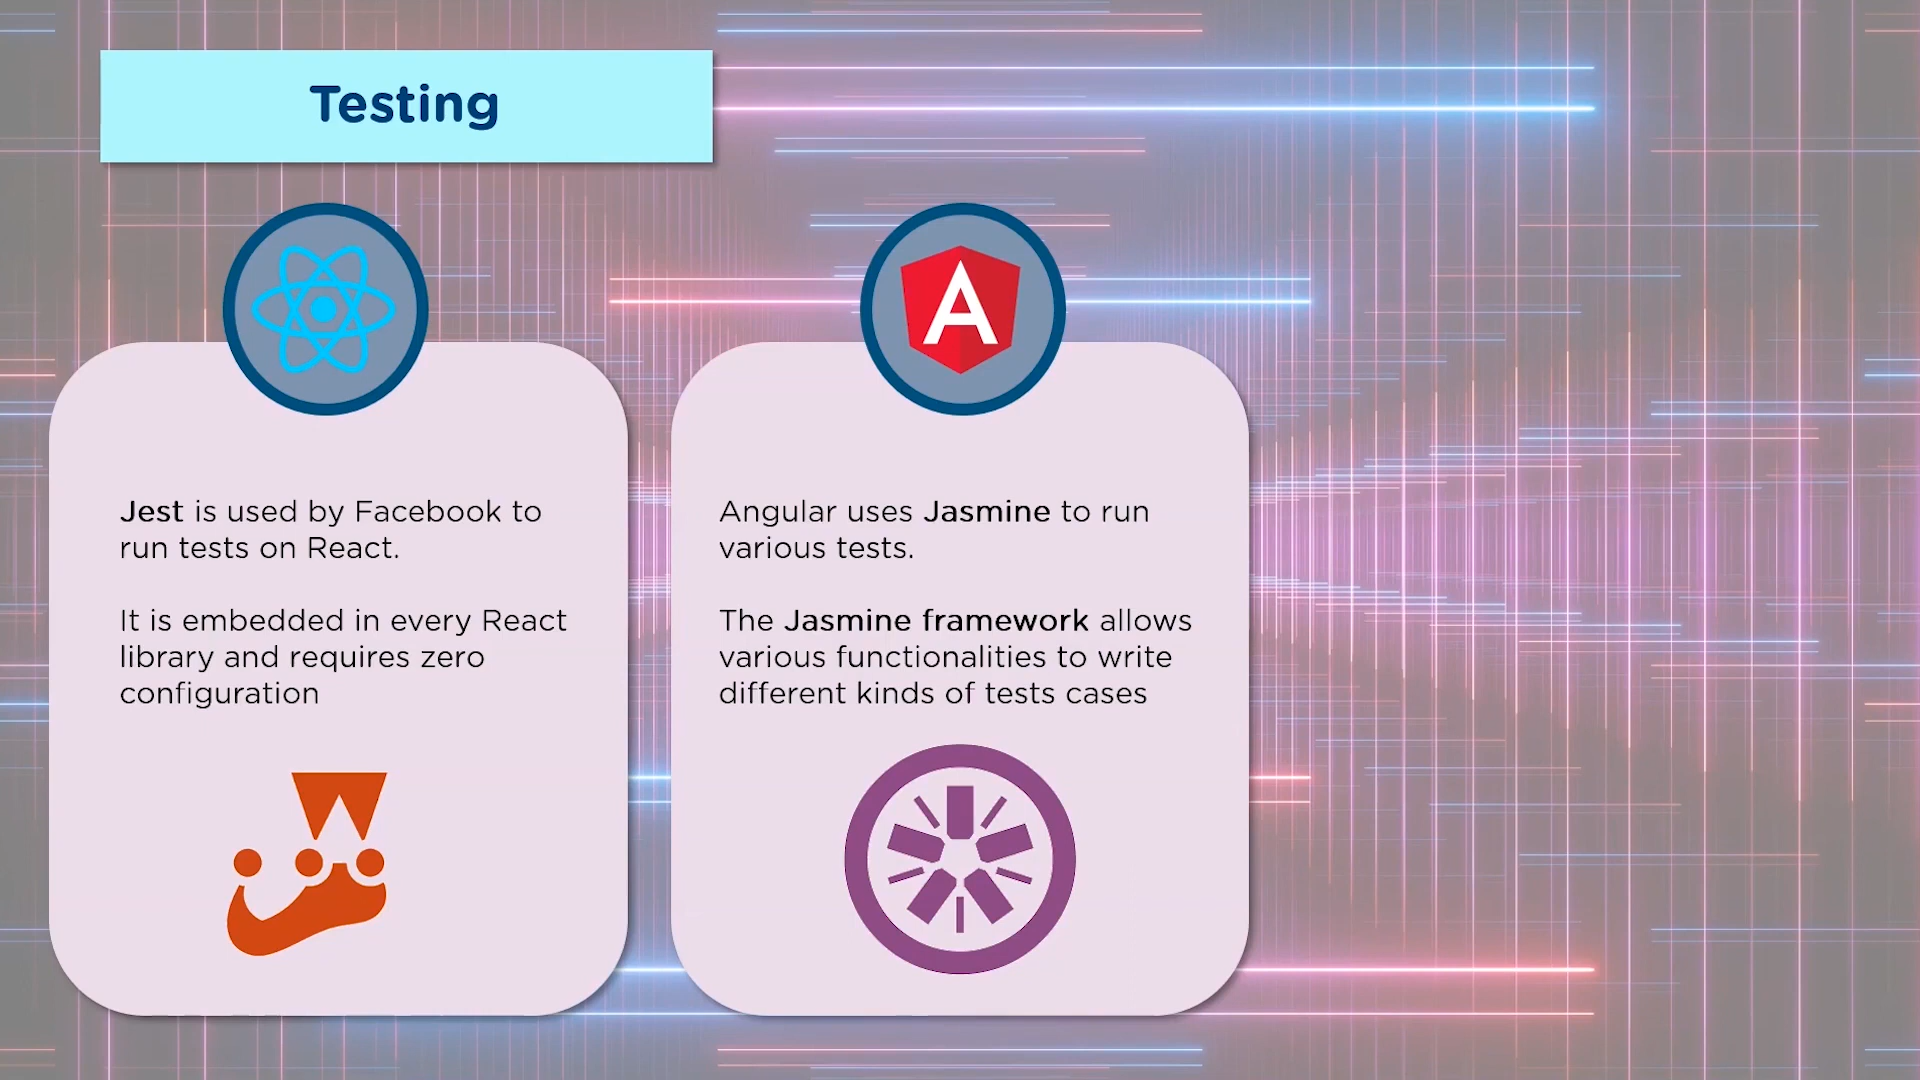 Testing
Jest is used by Facebook to
run tests on React.
It is embedded in every React
library and requires zero
configuration
Angular uses Jasmine to run
various tests.
The Jasmine framework allows
various functionalities to write
different kinds of tests cases